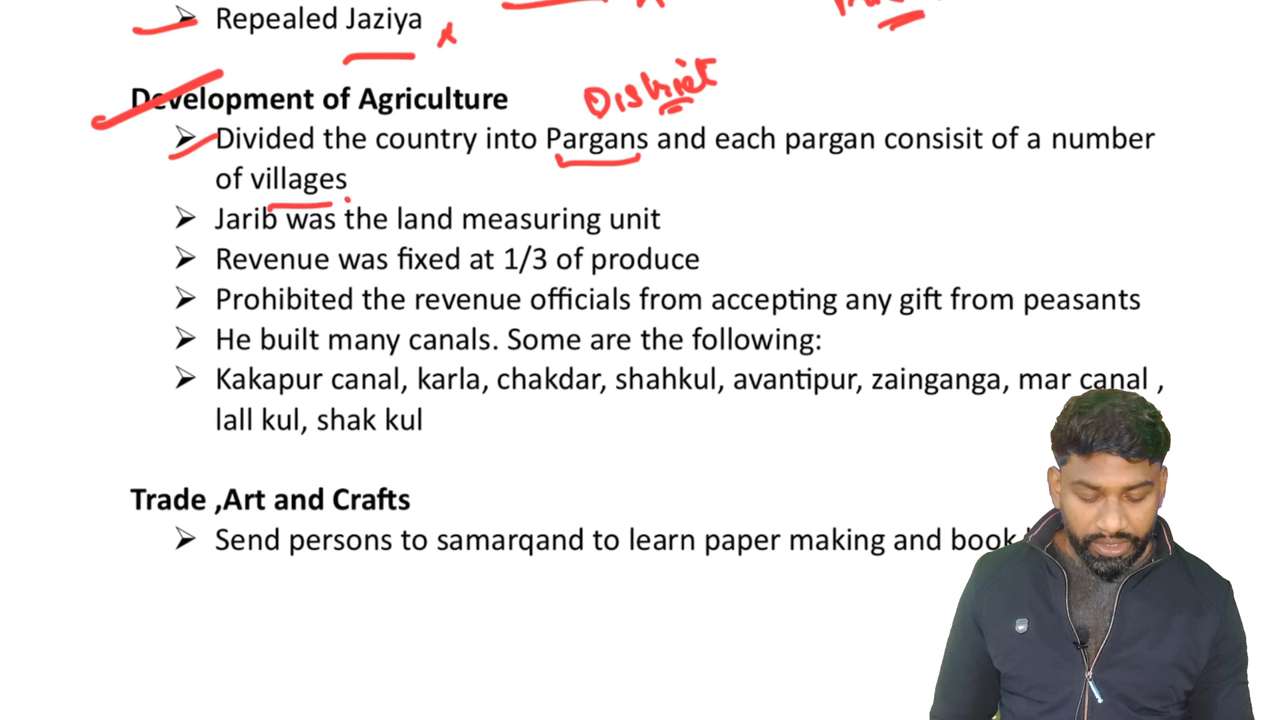 ➢ Repealed Jaziya
District
Development of Agriculture
➢ Divided the country into Pargans and each pargan consisit of a number
of villages
➢ Jarib was the land measuring unit
➢ Revenue was fixed at 1/3 of produce
➢ Prohibited the revenue officials from accepting any gift from peasants
➢ He built many canals. Some are the following:
➢ Kakapur canal, karla, chakdar, shahkul, avantipur, zainganga, mar canal ,
lall kul, shak kul
Trade ,Art and Crafts
➢ Send persons to samarqand to learn paper making and book